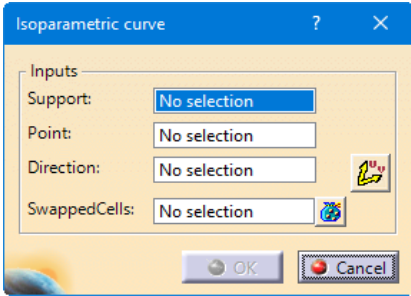 Isoparametric curve ? ×
Inputs
Support: No selection
Point: No selection
Direction: No selection
SwappedCells: No selection
OK Cancel